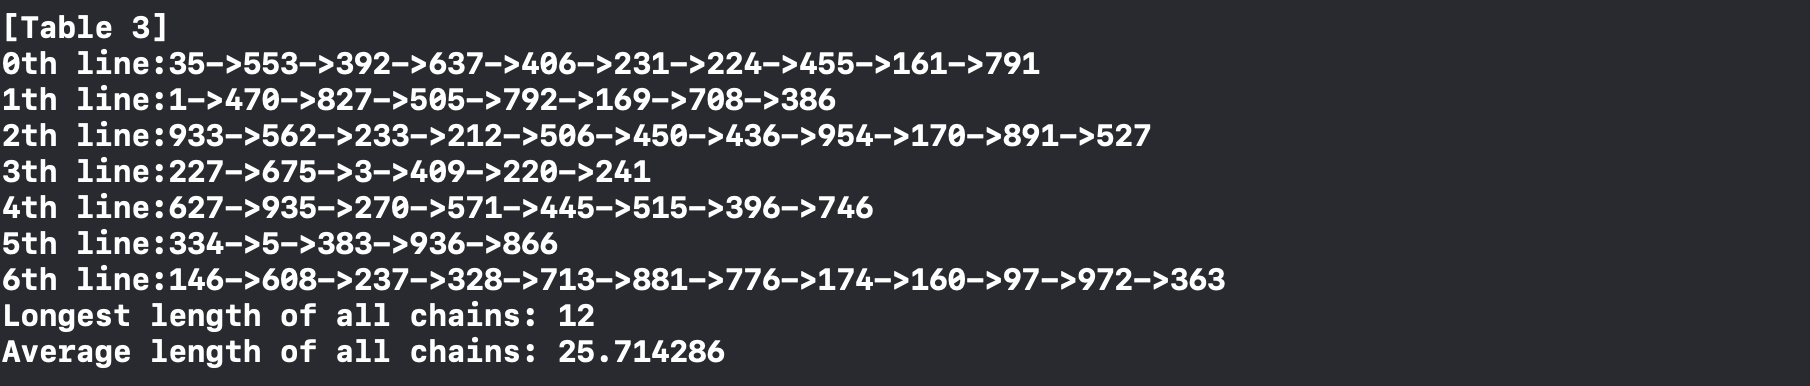 [Table 3]
0th line:35->553->392->637->406->231->224->455->161->791
1th line:1->470->827->505->792->169->708->386
2th line:933->562->233->212->506->450->436->954->170->891->527
3th line:227->675->3->409->220->241
4th line:627->935->270->571->445->515->396->746
5th line:334->5->383->936->866
6th line:146->608->237->328->713->881->776->174->160->97->972->363
Longest length of all chains: 12
Average length of all chains: 25.714286